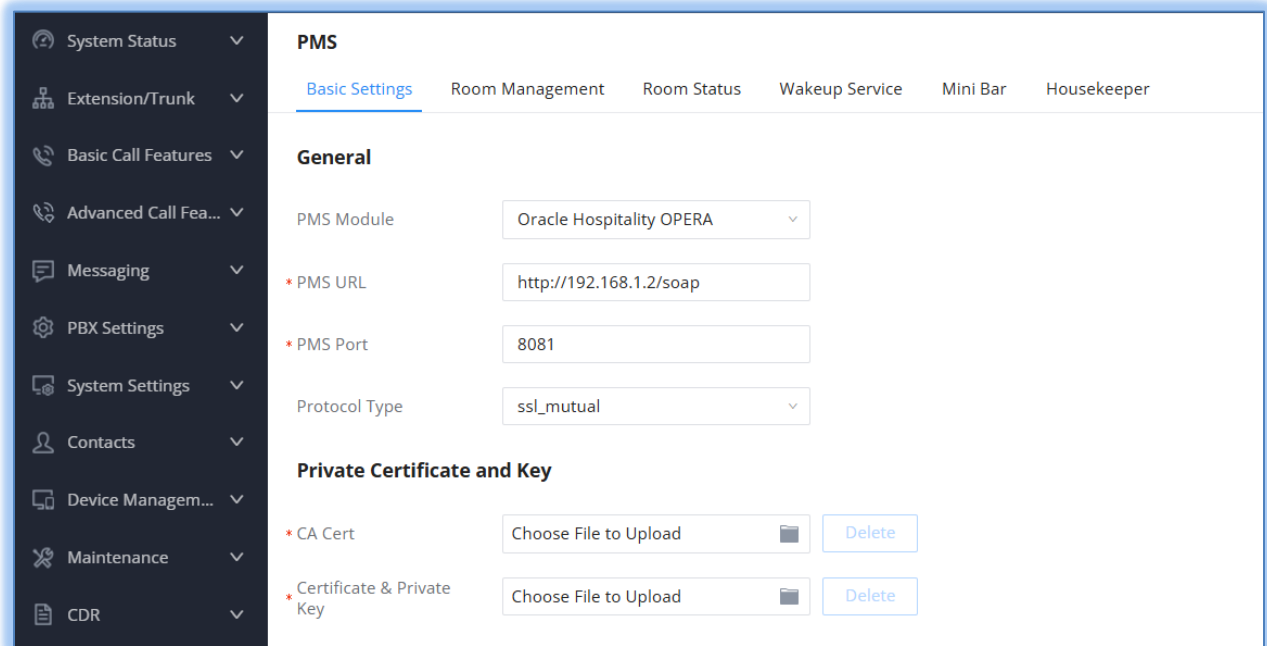 System Status
Extension/Trunk
Basic Call Features
Advanced Call Fea...
Messaging
PBX Settings
System Settings
Contacts
Device Managem...
Maintenance
CDR
PMS
Basic Settings Room Management Room Status Wakeup Service Mini Bar Housekeeper
General
PMS Module Oracle Hospitality OPERA
* PMS URL http://192.168.1.2/soap
* PMS Port 8081
Protocol Type ssl_mutual
Private Certificate and Key
* CA Cert Choose File to Upload Delete
* Certificate & Private
Key Choose File to Upload Delete